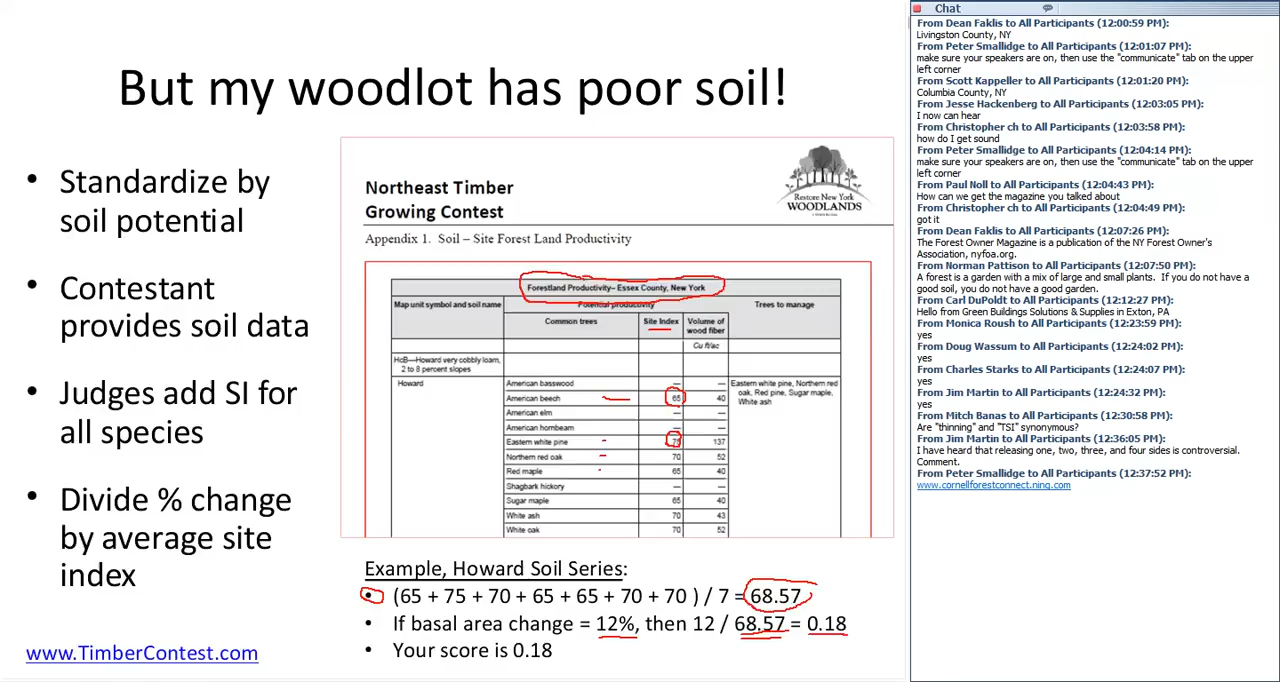 But my woodlot has poor soil!
• Standardize by
soil potential
• Contestant
provides soil data
• Judges add SI for
all species
• Divide % change
by average site
index
www.TimberContest.com
Northeast Timber
Growing Contest
Restore New York
WOODLANDS
Appendix 1. Soil – Site Forest Land Productivity
Forestland Productivity– Essex County, New York
Map unit symbol and soil name
Potential productivity
Trees to manage
Common trees
Site Index
Volume of
wood fiber
Cu ft/ac
HcB—Howard very cobbly loam,
2 to 8 percent slopes
Howard
American basswood — —
American beech 65 40
American elm — —
American hornbeam — —
Eastern white pine 75 137
Northern red oak 70 52
Red maple 65 40
Shagbark hickory — —
Sugar maple 65 40
White ash 70 43
White oak 70 52
Eastern white pine, Northern red
oak, Red pine, Sugar maple,
White ash
Example, Howard Soil Series:
• (65 + 75 + 70 + 65 + 65 + 70 + 70 ) / 7 = 68.57
• If basal area change = 12%, then 12 / 68.57 = 0.18
• Your score is 0.18
Chat
From Dean Faklis to All Participants (12:00:59 PM):
Livingston County, NY
From Peter Smallidge to All Participants (12:01:07 PM):
make sure your speakers are on, then use the "communicate" tab on the upper
left corner
From Scott Kappeller to All Participants (12:01:20 PM):
Columbia County, NY
From Jesse Hackenberg to All Participants (12:03:05 PM):
I now can hear
From Christopher ch to All Participants (12:03:58 PM):
how do I get sound
From Peter Smallidge to All Participants (12:04:14 PM):
make sure your speakers are on, then use the "communicate" tab on the upper
left corner
From Paul Noll to All Participants (12:04:43 PM):
How can we get the magazine you talked about
From Christopher ch to All Participants (12:04:49 PM):
got it
From Dean Faklis to All Participants (12:07:26 PM):
The Forest Owner Magazine is a publication of the NY Forest Owner's
Association, nyfoa.org.
From Norman Pattison to All Participants (12:07:50 PM):
A forest is a garden with a mix of large and small plants. If you do not have a
good soil, you do not have a good garden.
From Carl DuPoldt to All Participants (12:12:27 PM):
Hello from Green Buildings Solutions & Supplies in Exton, PA
From Monica Roush to All Participants (12:23:59 PM):
yes
From Doug Wassum to All Participants (12:24:02 PM):
yes
From Charles Starks to All Participants (12:24:07 PM):
yes
From Jim Martin to All Participants (12:24:32 PM):
yes
From Mitch Banas to All Participants (12:30:58 PM):
Are "thinning" and "TSI" synonymous?
From Jim Martin to All Participants (12:36:05 PM):
I have heard that releasing one, two, three, and four sides is controversial.
Comment.
From Peter Smallidge to All Participants (12:37:52 PM):
www.cornellforestconnect.ning.com